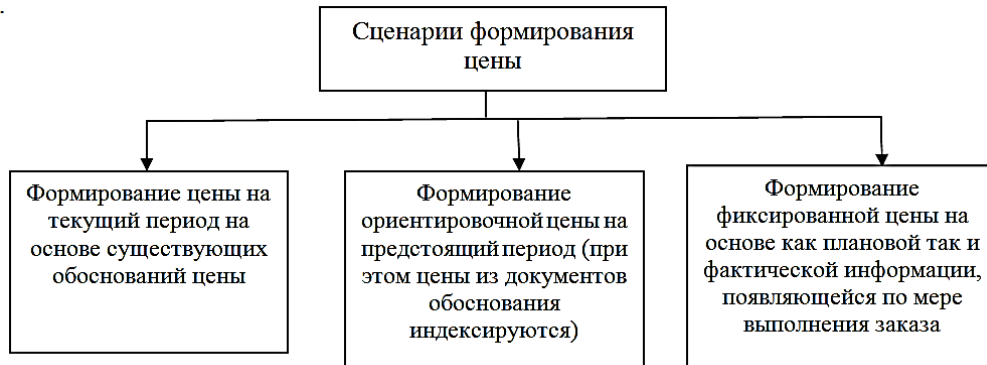 Сценарии формирования
цены
Формирование цены на
текущий период на
основе существующих
обоснований цены
Формирование
ориентировочной цены на
предстоящий период (при
этом цены из документов
обоснования
индексируются)
Формирование
фиксированной цены на
основе как плановой так и
фактической информации,
появляющейся по мере
выполнения заказа